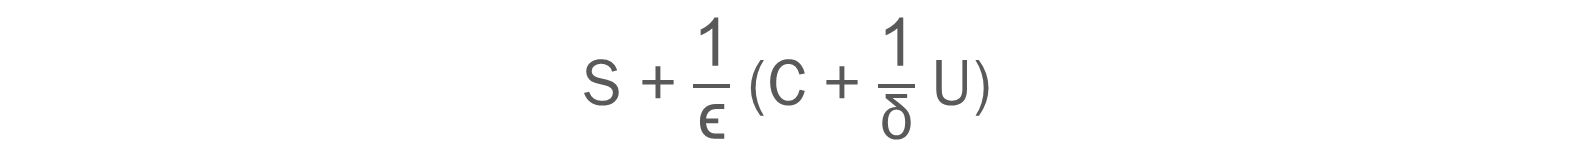 S + 1/ϵ (C + 1/δ U)